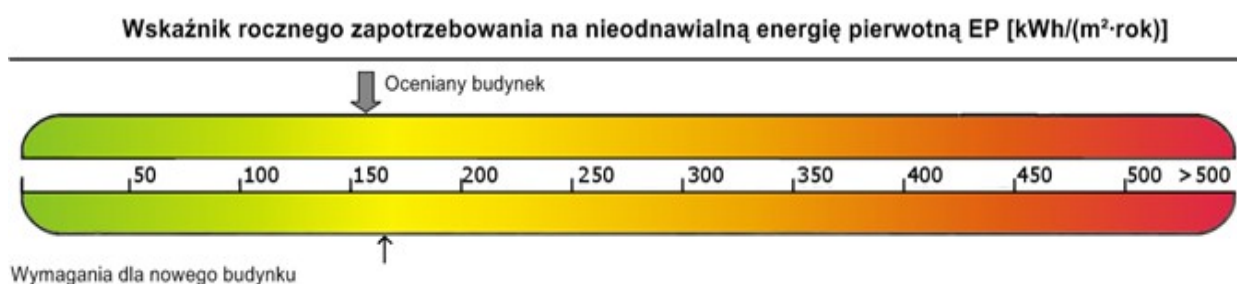 Wskaźnik rocznego zapotrzebowania na nieodnawialną energię pierwotną EP [kWh/(m²·rok)]
Oceniany budynek
50 100 150 200 250 300 350 400 450 500 >500
Wymagania dla nowego budynku